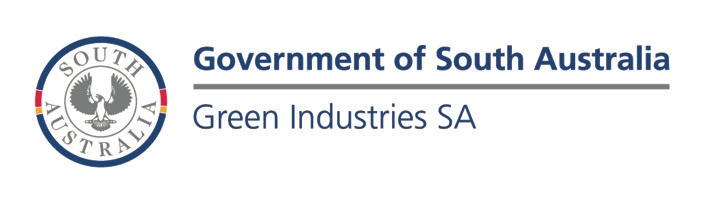 SOUTH
AUSTRALIA
Government of South Australia
Green Industries SA